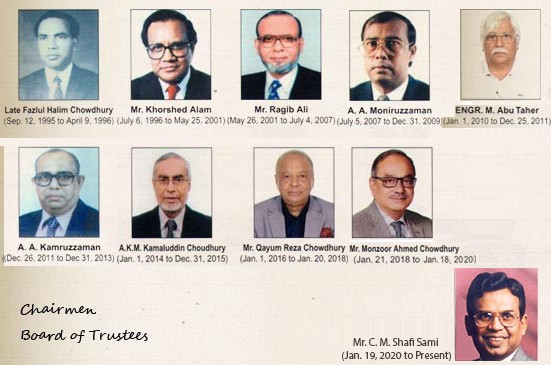 Late Fazlul Halim Chowdhury
(Sep. 12, 1995 to April 9, 1996)
Mr. Khorshed Alam
(July 6, 1996 to May 25, 2001)
Mr. Ragib Ali
(May 26, 2001 to July 4, 2007)
A. A. Moniruzzaman
(July 5, 2007 to Dec. 31, 2009)
ENGR. M. Abu Taher
(Jan. 1, 2010 to Dec. 25, 2011)
A. A. Kamruzzaman
(Dec. 26, 2011 to Dec 31, 2013)
A.K.M. Kamaluddin Choudhury
(Jan. 1, 2014 to Dec. 31, 2015)
Mr. Qayum Reza Chowdhury
(Jan. 1, 2016 to Jan. 20, 2018)
Mr. Monzoor Ahmed Chowdhury
(Jan. 21, 2018 to Jan. 18, 2020)
Chairmen
Board of Trustees
Mr. C. M. Shafi Sami
(Jan. 19, 2020 to Present)